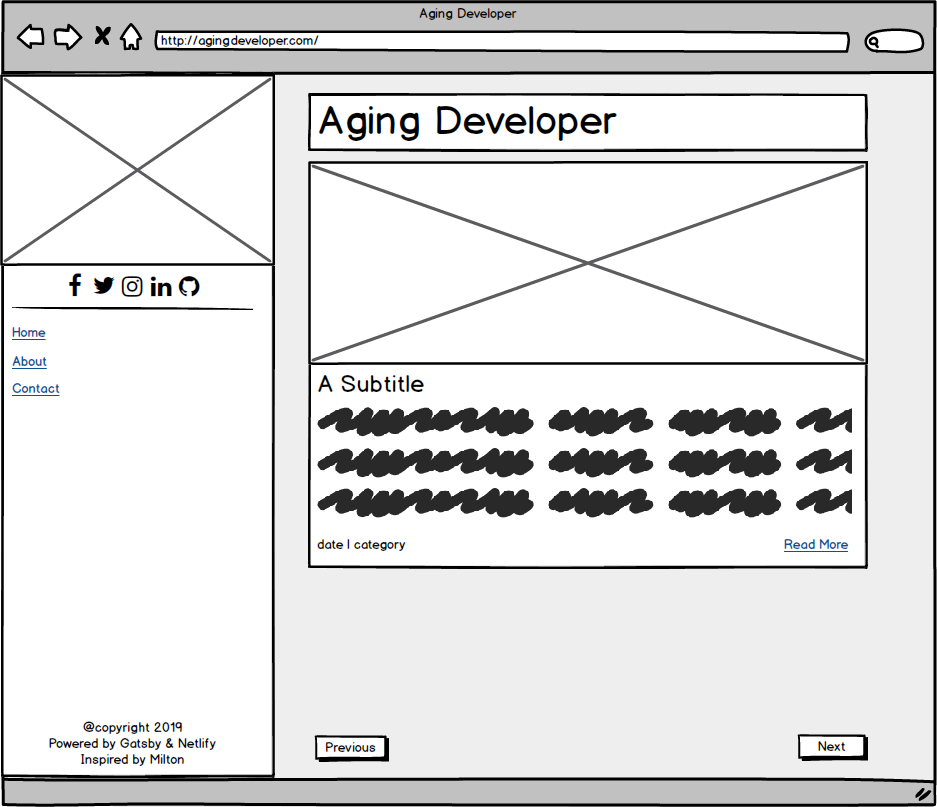 Aging Developer
http://agingdeveloper.com/
Aging Developer
Home
About
Contact
A Subtitle
date | category
Read More
@copyright 2019
Powered by Gatsby & Netlify
Inspired by Milton
Previous
Next